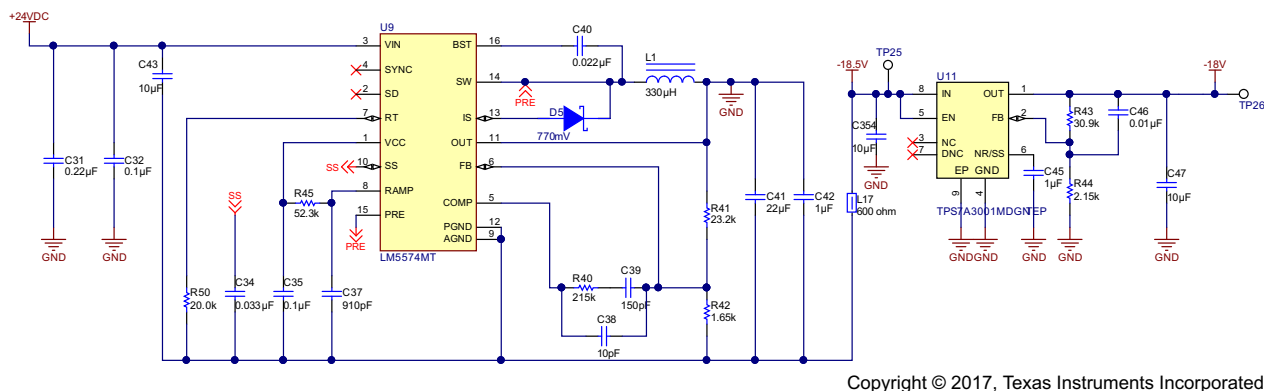 +24VDC
C31
0.22µF
GND
C32
0.1µF
GND
C43
10µF
R50
20.0k
SS
C34
0.033µF
C35
0.1µF
R45
52.3k
C37
910pF
SS
PRE
U9
3 VIN
4 SYNC
2 SD
7 RT
1 VCC
10 SS
8 RAMP
15 PRE
BST 16
SW 14
IS 13
OUT 11
FB 6
COMP 5
PGND 12
AGND 9
LM5574MT
C40
0.022µF
PRE
D5
770mV
L1
330µH
GND
R41
23.2k
R42
1.65k
R40
215k
C39
150pF
C38
10pF
C41
22µF
C42
1µF
-18.5V
TP25
C354
10µF
GND
L17
600 ohm
U11
8 IN
5 EN
3 NC
7 DNC
OUT 1
FB 2
NR/SS 6
EP GND
9 4
TPS7A3001MDGNTEP
GND
GND
C45
1µF
GND
R43
30.9k
R44
2.15k
GND
C46
0.01µF
C47
10µF
GND
-18V
TP26
Copyright © 2017, Texas Instruments Incorporated